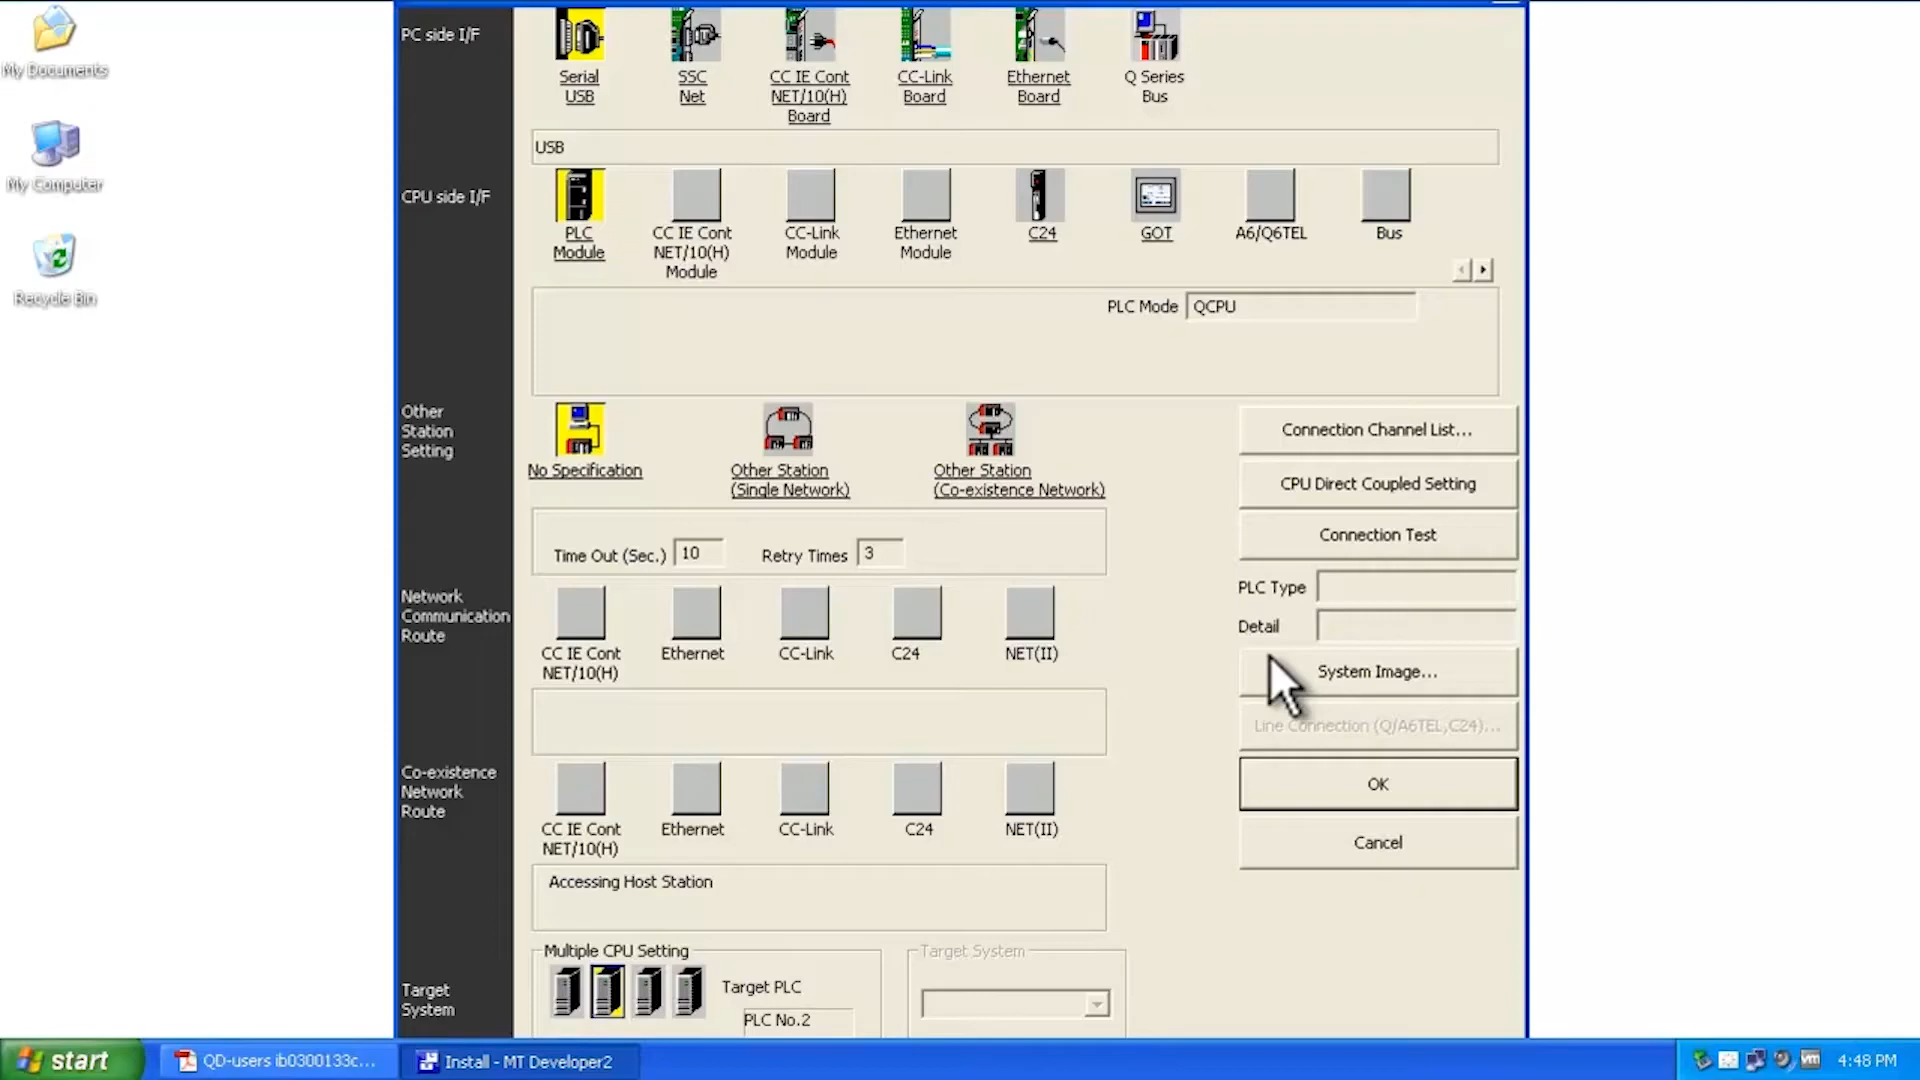 My Documents
My Computer
Recycle Bin
PC side I/F
Serial
USB
SSC
Net
CC IE Cont
NET/10(H)
Board
CC-Link
Board
Ethernet
Board
Q Series
Bus
USB
CPU side I/F
PLC
Module
CC IE Cont
NET/10(H)
Module
CC-Link
Module
Ethernet
Module
C24
GOT
A6/Q6TEL
Bus
PLC Mode QCPU
Other
Station
Setting
No Specification
Other Station
(Single Network)
Other Station
(Co-existence Network)
Connection Channel List...
CPU Direct Coupled Setting
Connection Test
Time Out (Sec.) 10 Retry Times 3
PLC Type
Detail
System Image...
Line Connection (Q/A6TEL,C24)...
OK
Cancel
Network
Communication
Route
CC IE Cont
NET/10(H)
Ethernet
CC-Link
C24
NET(II)
Co-existence
Network
Route
CC IE Cont
NET/10(H)
Ethernet
CC-Link
C24
NET(II)
Accessing Host Station
Target
System
Multiple CPU Setting
Target PLC
PLC No.2
Target System
start
QD-users ib0300133c...
Install - MT Developer2
vm
4:48 PM